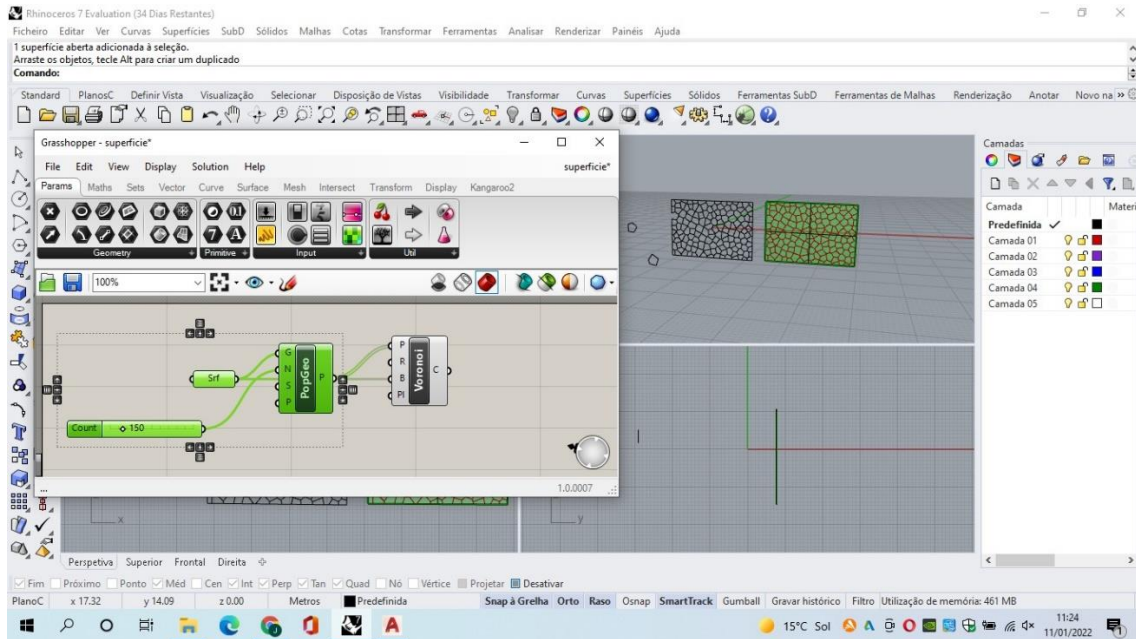 Rhinoceros 7 Evaluation (34 Dias Restantes)
Ficheiro Editar Ver Curvas Superfícies SubD Sólidos Malhas Cotas Transformar Ferramentas Analisar Renderizar Painéis Ajuda
1 superfície aberta adicionada à seleção.
Arraste os objetos, tecle Alt para criar um duplicado
Comando:
Standard PlanosC Definir Vista Visualização Selecionar Disposição de Vistas Visibilidade Transformar Curvas Superfícies Sólidos Ferramentas SubD Ferramentas de Malhas Renderização Anotar Novo na »
Grasshopper - superficie*
File Edit View Display Solution Help superficie*
Params Maths Sets Vector Curve Surface Mesh Intersect Transform Display Kangaroo2
Geometry + Primitive + Input + Util +
100%
Srf
G
N
S
P
PopGeo
P
P
R
B
Pl
Voronoi
C
Count 150
...
1.0.0007
x
y
Camadas
Camada Materi
Predefinida
Camada 01
Camada 02
Camada 03
Camada 04
Camada 05
Perspetiva Superior Frontal Direita
Fim Próximo Ponto Méd Cen Int Perp Tan Quad Nó Vértice Projetar Desativar
PlanoC x 17.32 y 14.09 z 0.00 Metros Predefinida Snap à Grelha Orto Raso Osnap SmartTrack Gumball Gravar histórico Filtro Utilização de memória: 461 MB
15°C Sol
11:24
11/01/2022